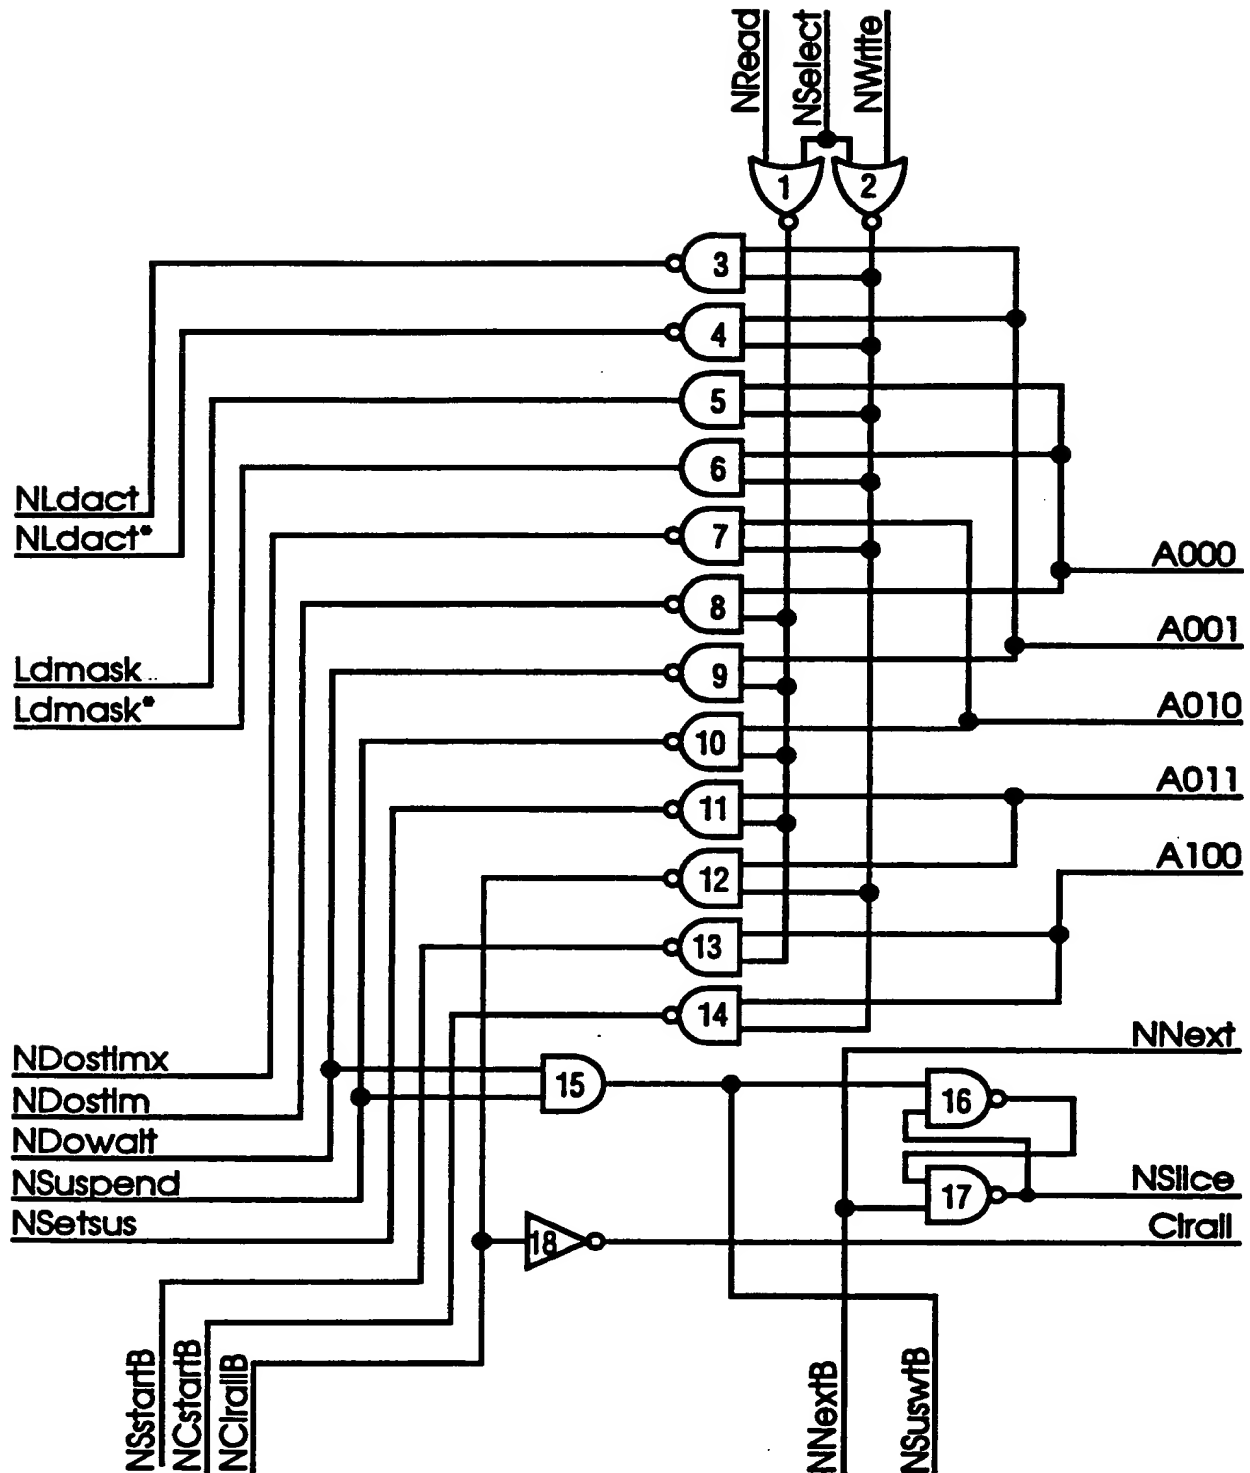 NRead
NSelect
NWrite
1
2
3
4
5
6
NLdact
NLdact*
7
A000
8
A001
Ldmask
9
Ldmask*
A010
10
A011
11
A100
12
13
14
NNext
NDostimx
15
16
NDostim
NDowait
NSuspend
17
NSlice
NSetsus
18
Clrall
NSstartB
NCstartB
NClrallB
NNextB
NSuswtB